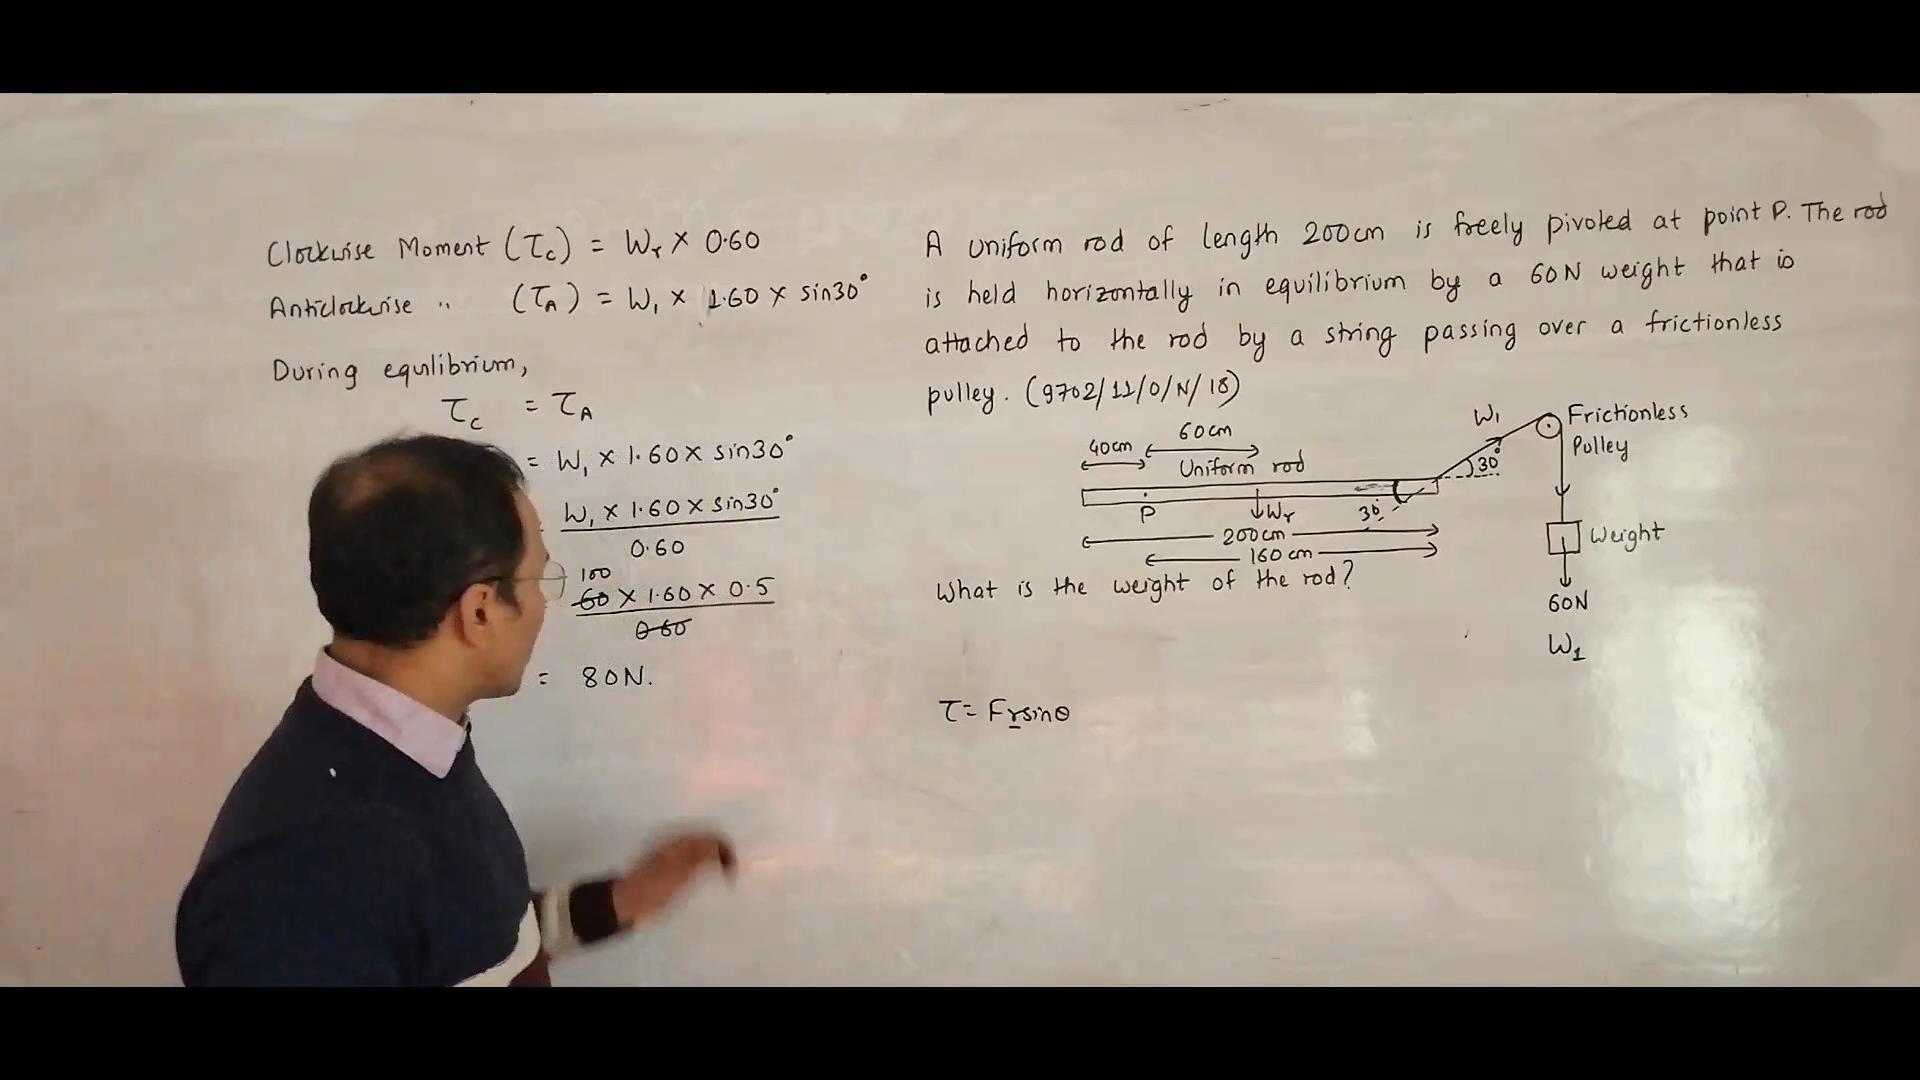 Clockwise Moment (τc) = Wr × 0.60
Anticlockwise " (τA) = W1 × 1.60 × sin30°
During equilibrium,
τc = τA
= W1 × 1.60 × sin30°
W1 × 1.60 × sin30°
0.60
100
60 × 1.60 × 0.5
0.60
= 80N.
A uniform rod of length 200cm is freely pivoted at point P. The rod
is held horizontally in equilibrium by a 60N weight that is
attached to the rod by a string passing over a frictionless
pulley. (9702/11/O/N/18)
W1
Frictionless
Pulley
60cm
40cm
Uniform rod
30°
P
Wr
30
200cm
160 cm
Weight
60N
W1
What is the weight of the rod?
τ= Frsinθ